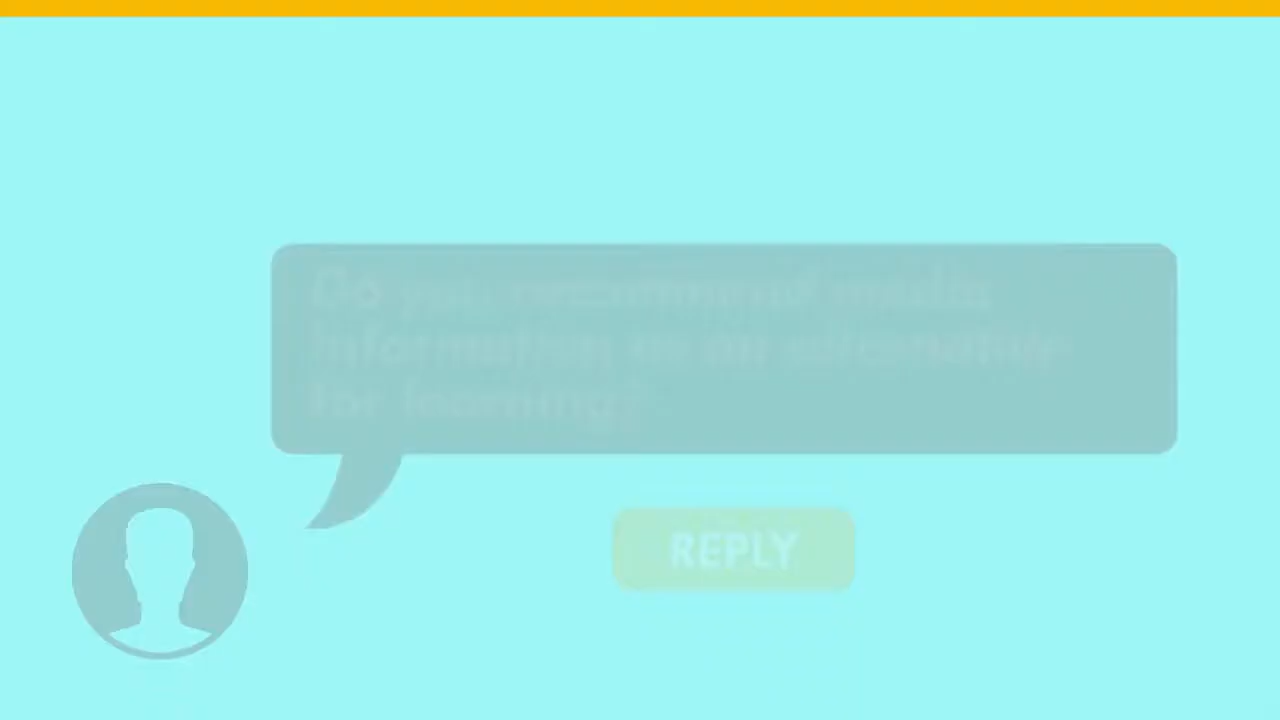 Do you recommend media
information as an alternative
for learning?
REPLY